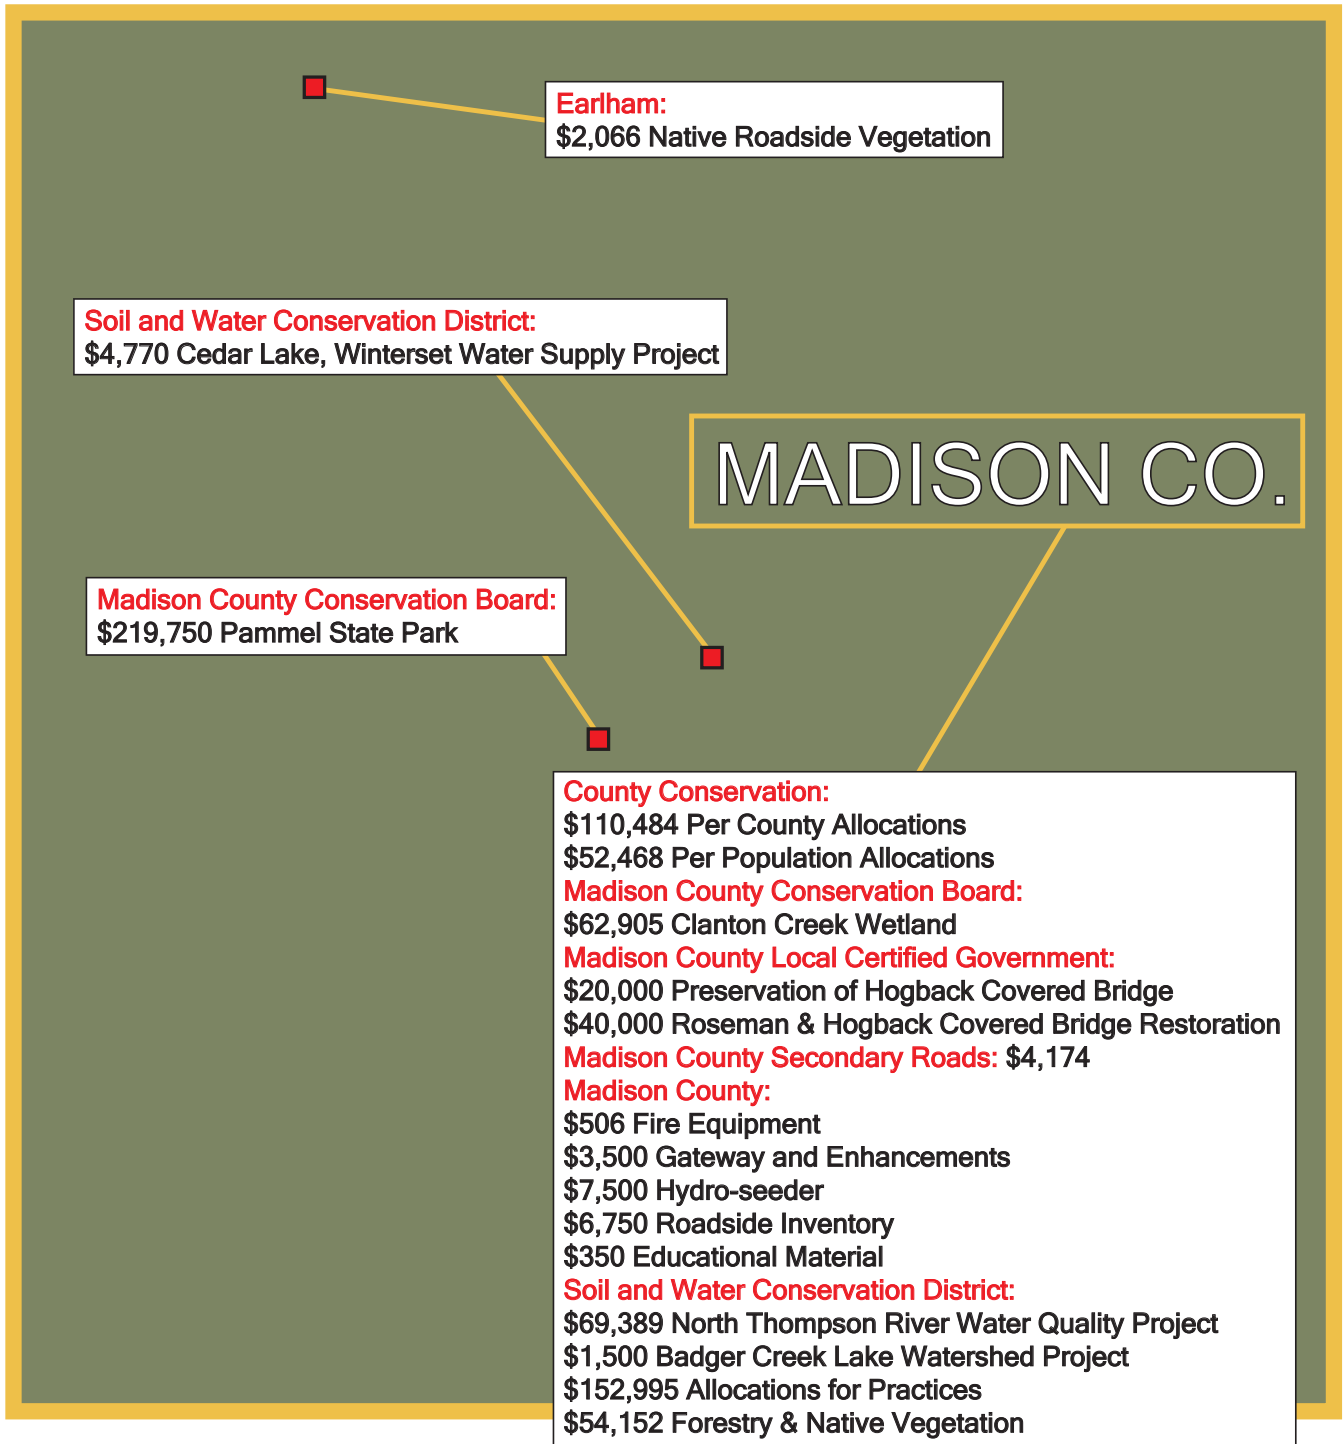 Earlham:
$2,066 Native Roadside Vegetation
Soil and Water Conservation District:
$4,770 Cedar Lake, Winterset Water Supply Project
MADISON CO.
Madison County Conservation Board:
$219,750 Pammel State Park
County Conservation:
$110,484 Per County Allocations
$52,468 Per Population Allocations
Madison County Conservation Board:
$62,905 Clanton Creek Wetland
Madison County Local Certified Government:
$20,000 Preservation of Hogback Covered Bridge
$40,000 Roseman & Hogback Covered Bridge Restoration
Madison County Secondary Roads: $4,174
Madison County:
$506 Fire Equipment
$3,500 Gateway and Enhancements
$7,500 Hydro-seeder
$6,750 Roadside Inventory
$350 Educational Material
Soil and Water Conservation District:
$69,389 North Thompson River Water Quality Project
$1,500 Badger Creek Lake Watershed Project
$152,995 Allocations for Practices
$54,152 Forestry & Native Vegetation